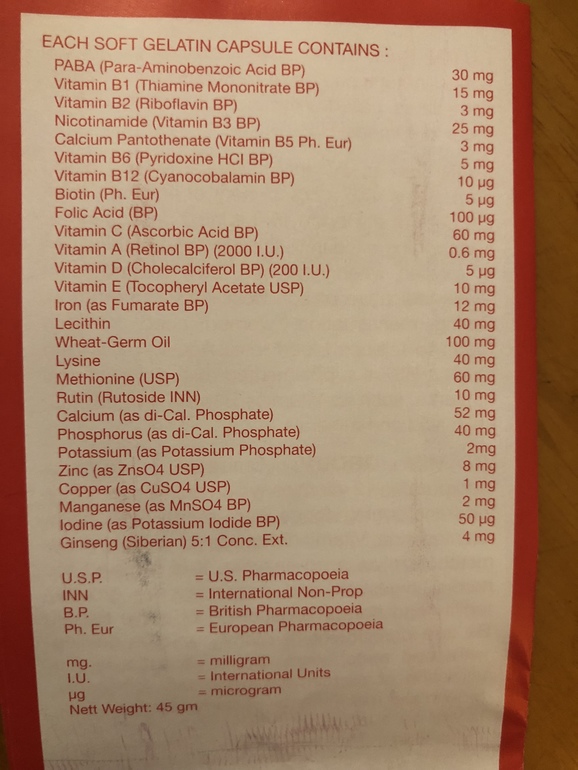 EACH SOFT GELATIN CAPSULE CONTAINS :
PABA (Para-Aminobenzoic Acid BP) 30 mg
Vitamin B1 (Thiamine Mononitrate BP) 15 mg
Vitamin B2 (Riboflavin BP) 3 mg
Nicotinamide (Vitamin B3 BP) 25 mg
Calcium Pantothenate (Vitamin B5 Ph. Eur) 3 mg
Vitamin B6 (Pyridoxine HCI BP) 5 mg
Vitamin B12 (Cyanocobalamin BP) 10 µg
Biotin (Ph. Eur) 5 µg
Folic Acid (BP) 100 µg
Vitamin C (Ascorbic Acid BP) 60 mg
Vitamin A (Retinol BP) (2000 I.U.) 0.6 mg
Vitamin D (Cholecalciferol BP) (200 I.U.) 5 µg
Vitamin E (Tocopheryl Acetate USP) 10 mg
Iron (as Fumarate BP) 12 mg
Lecithin 40 mg
Wheat-Germ Oil 100 mg
Lysine 40 mg
Methionine (USP) 60 mg
Rutin (Rutoside INN) 10 mg
Calcium (as di-Cal. Phosphate) 52 mg
Phosphorus (as di-Cal. Phosphate) 40 mg
Potassium (as Potassium Phosphate) 2mg
Zinc (as ZnsO4 USP) 8 mg
Copper (as CuSO4 USP) 1 mg
Manganese (as MnSO4 BP) 2 mg
Iodine (as Potassium Iodide BP) 50 µg
Ginseng (Siberian) 5:1 Conc. Ext. 4 mg
U.S.P. = U.S. Pharmacopoeia
INN = International Non-Prop
B.P. = British Pharmacopoeia
Ph. Eur = European Pharmacopoeia
mg. = milligram
I.U. = International Units
µg = microgram
Nett Weight: 45 gm